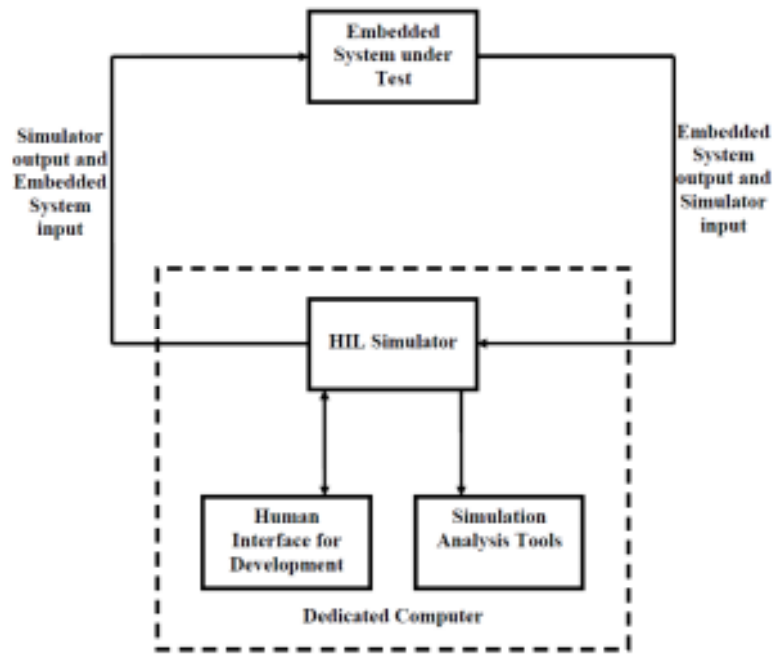 Embedded
System under
Test
Simulator
output and
Embedded
System
input
Embedded
System
output and
Simulator
input
HIL Simulator
Human
Interface for
Development
Simulation
Analysis Tools
Dedicated Computer